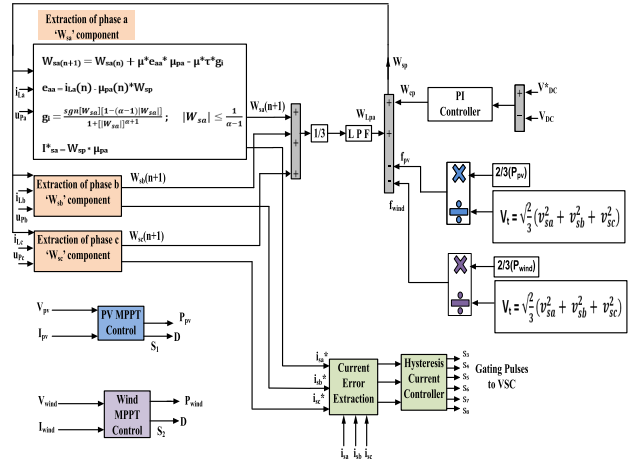 Extraction of phase a
'Wsa' component
Wsa(n+1) = Wsa(n) + μ*eaa* μpa - μ*τ*gi
eaa = iLa(n) - μpa(n)*Wsp
gi = sgn[Wsa][1-(α-1)|Wsa|] / 1+[|Wsa|]α+1 ; |Wsa| ≤ 1/α-1
I*sa = Wsp * μpa
iLa
uPa
Wsa(n+1)
+
+
+
1/3
LPF
WLpa
Wsp
Wcp
PI
Controller
+
-
V*DC
VDC
+
+
-
-
fpv
fwind
2/3(Ppv)
Vt = √2/3 (v2sa + v2sb + v2sc)
2/3(Pwind)
Vt = √2/3 (v2sa + v2sb + v2sc)
Extraction of phase b
'Wsb' component
iLb
uPb
Wsb(n+1)
Extraction of phase c
'Wsc' component
iLc
uPc
Wsc(n+1)
Vpv
Ipv
PV MPPT
Control
Ppv
D
S1
Vwind
Iwind
Wind
MPPT
Control
Pwind
D
S2
isa*
isb*
isc*
Current
Error
Extraction
isa isb isc
Hysteresis
Current
Controller
S3
S4
S5
S6
S7
S8
Gating Pulses
to VSC